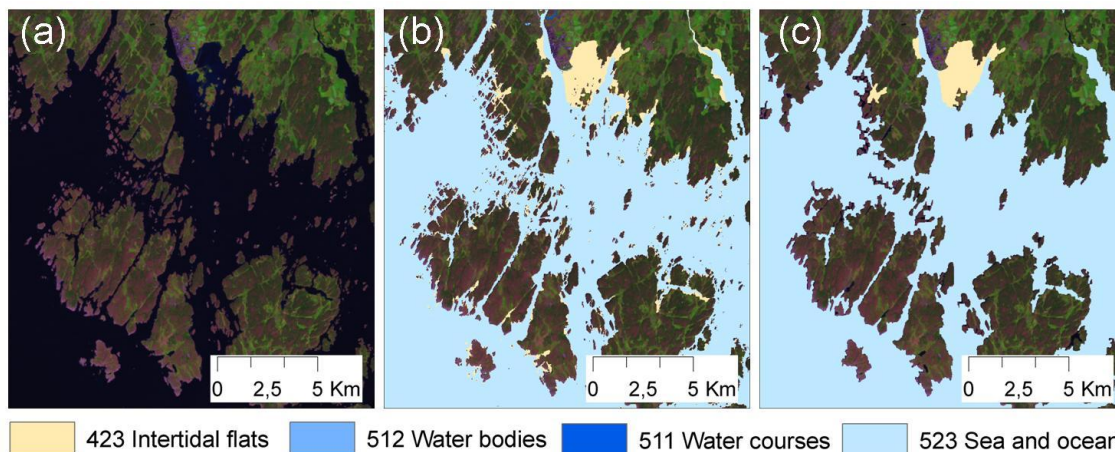 (a) (b) (c)
0 2,5 5 Km 0 2,5 5 Km 0 2,5 5 Km
423 Intertidal flats 512 Water bodies 511 Water courses 523 Sea and ocean